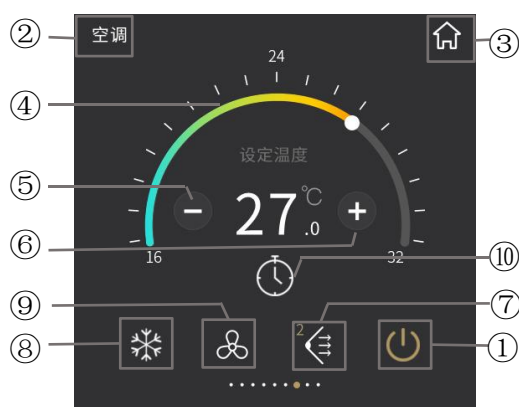 ② 空调 ③
24
④
设定温度
⑤ − 27.0 ℃ +
⑥ 16 32
⑩
⑨ ⑦
⑧ 2 ①